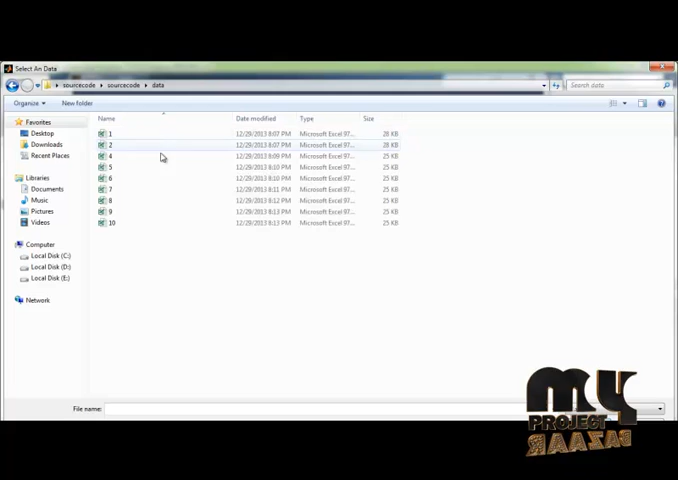 Select An Data
sourcecode ▸ sourcecode ▸ data
Search data
Organize ▾ New folder
Name Date modified Type Size
Favorites
Desktop
Downloads
Recent Places
Libraries
Documents
Music
Pictures
Videos
Computer
Local Disk (C:)
Local Disk (D:)
Local Disk (E:)
Network
1 12/29/2013 8:07 PM Microsoft Excel 97... 28 KB
2 12/29/2013 8:07 PM Microsoft Excel 97... 28 KB
4 12/29/2013 8:09 PM Microsoft Excel 97... 25 KB
5 12/29/2013 8:10 PM Microsoft Excel 97... 25 KB
6 12/29/2013 8:10 PM Microsoft Excel 97... 25 KB
7 12/29/2013 8:11 PM Microsoft Excel 97... 25 KB
8 12/29/2013 8:12 PM Microsoft Excel 97... 25 KB
9 12/29/2013 8:13 PM Microsoft Excel 97... 25 KB
10 12/29/2013 8:13 PM Microsoft Excel 97... 25 KB
File name:
my
PROJECT
BAZAAR